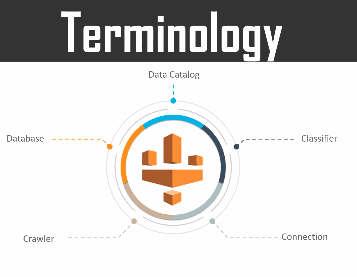 Terminology
Data Catalog
Database
Classifier
Crawler
Connection